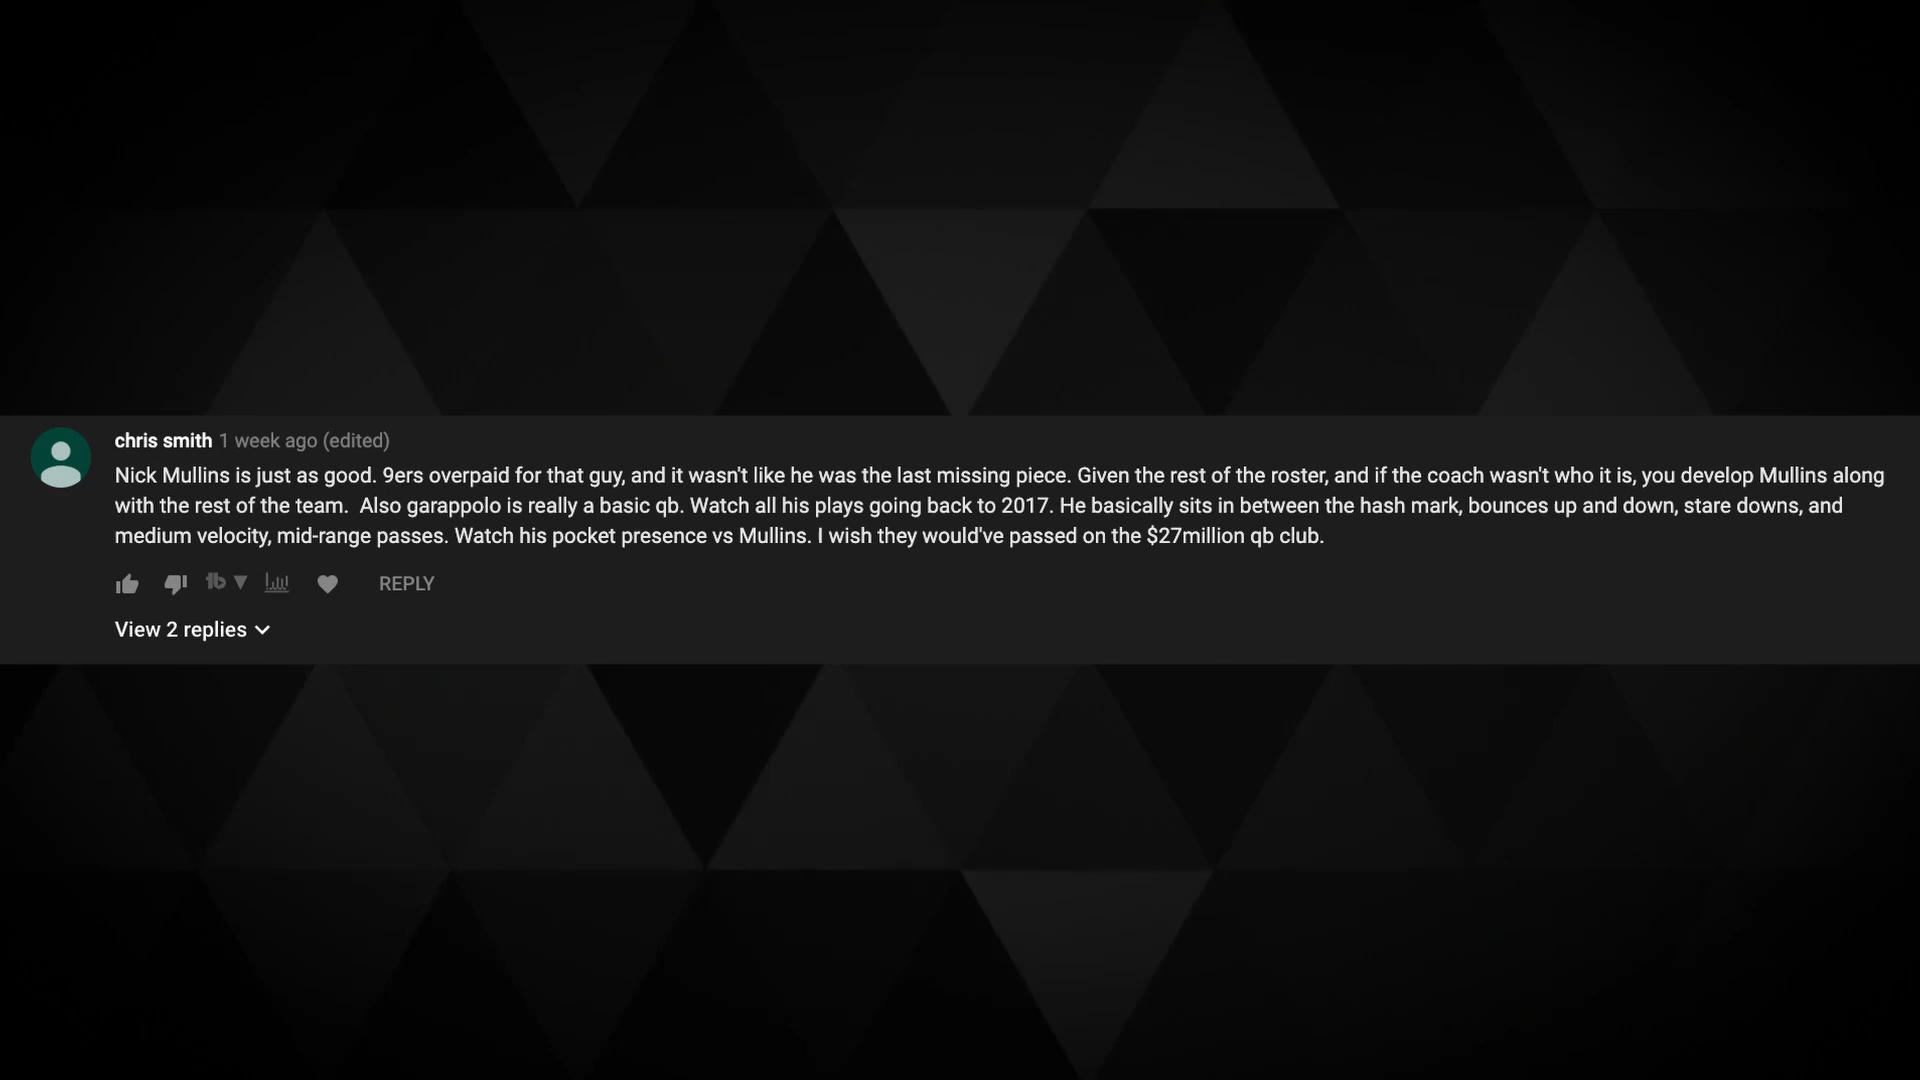 chris smith 1 week ago (edited)
Nick Mullins is just as good. 9ers overpaid for that guy, and it wasn't like he was the last missing piece. Given the rest of the roster, and if the coach wasn't who it is, you develop Mullins along
with the rest of the team.  Also garappolo is really a basic qb. Watch all his plays going back to 2017. He basically sits in between the hash mark, bounces up and down, stare downs, and
medium velocity, mid-range passes. Watch his pocket presence vs Mullins. I wish they would've passed on the $27million qb club.
tb REPLY
View 2 replies